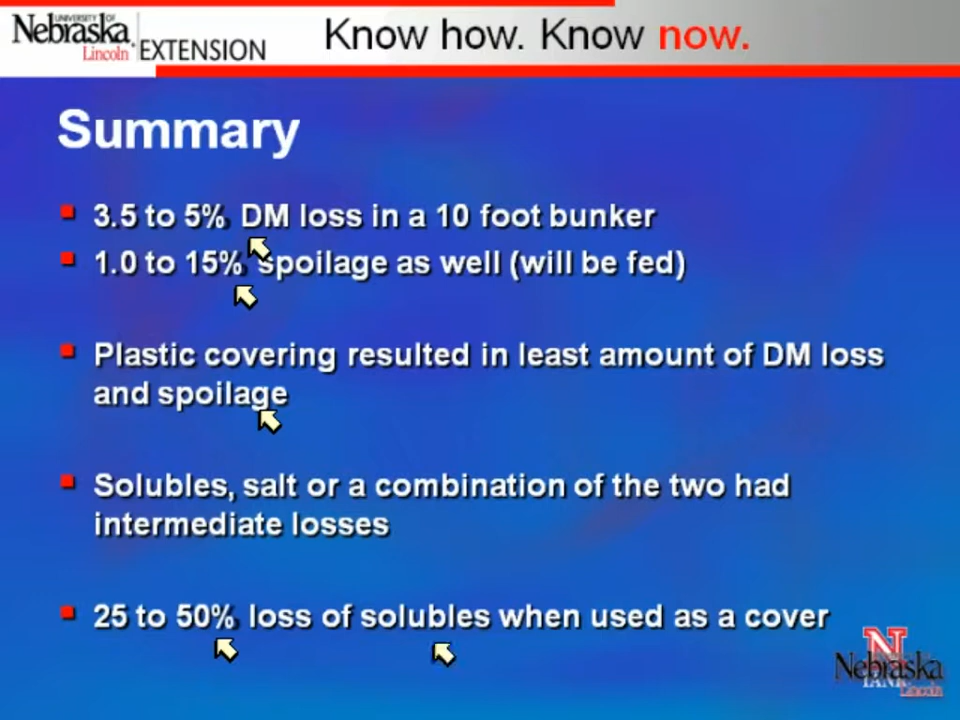 UNIVERSITY OF
Nebraska
Lincoln
EXTENSION
Know how. Know now.
Summary
3.5 to 5% DM loss in a 10 foot bunker
1.0 to 15% spoilage as well (will be fed)
Plastic covering resulted in least amount of DM loss
and spoilage
Solubles, salt or a combination of the two had
intermediate losses
25 to 50% loss of solubles when used as a cover
N
Nebraska
Lincoln